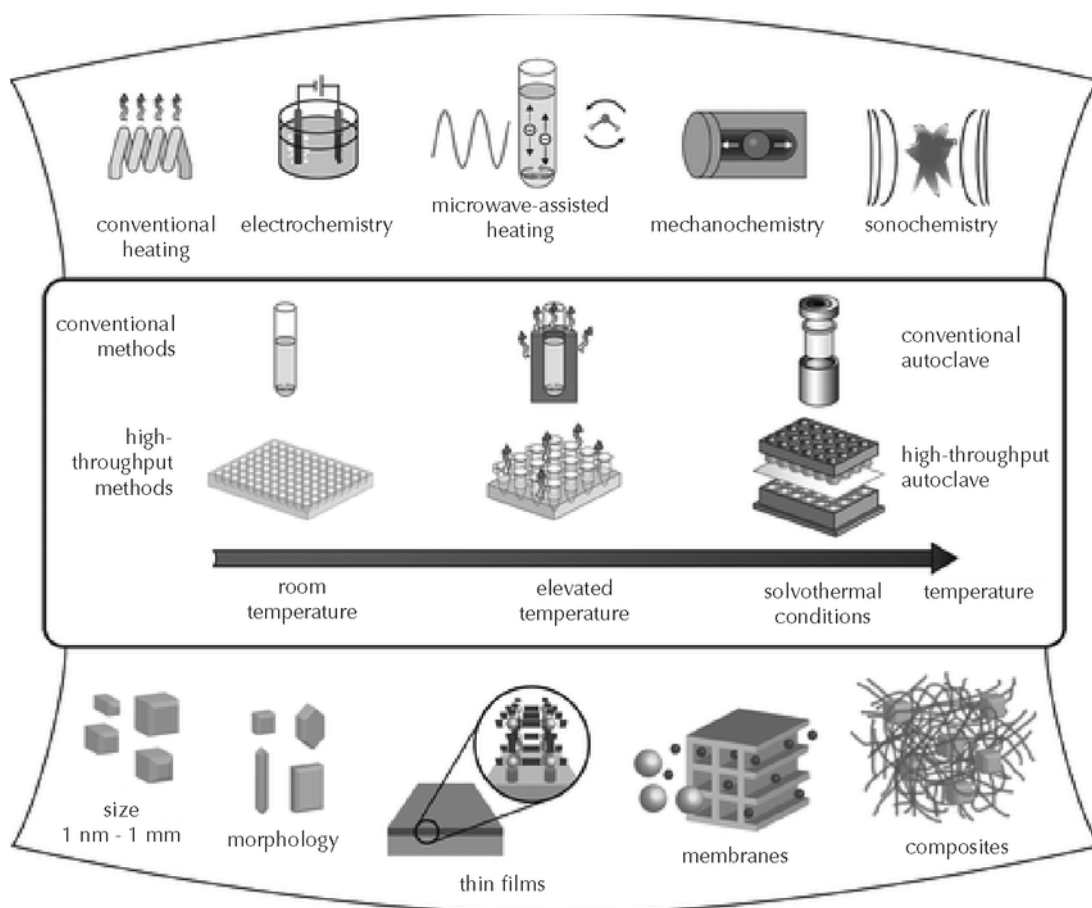 conventional
heating
electrochemistry
microwave-assisted
heating
mechanochemistry
sonochemistry
conventional
methods
conventional
autoclave
high-
throughput
methods
high-throughput
autoclave
room
temperature
elevated
temperature
solvothermal
conditions
temperature
size
1 nm - 1 mm
morphology
thin films
membranes
composites